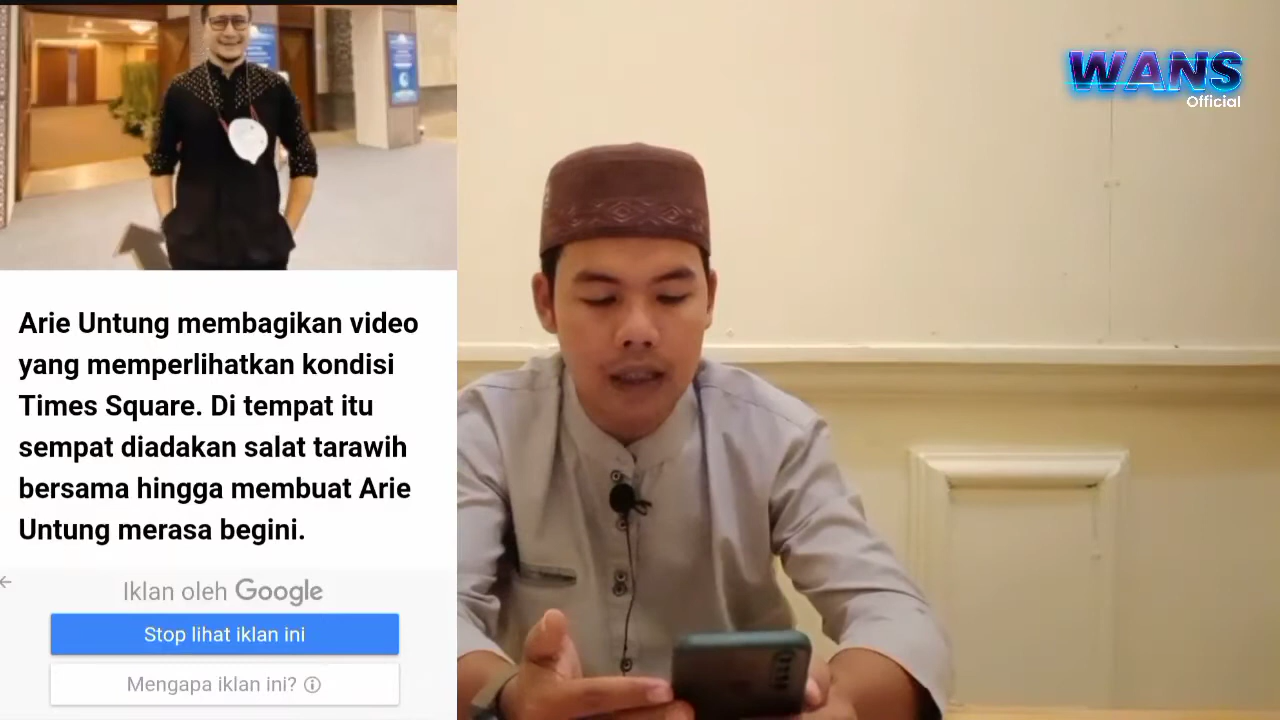 WANS
Official
Arie Untung membagikan video
yang memperlihatkan kondisi
Times Square. Di tempat itu
sempat diadakan salat tarawih
bersama hingga membuat Arie
Untung merasa begini.
Iklan oleh Google
Stop lihat iklan ini
Mengapa iklan ini?